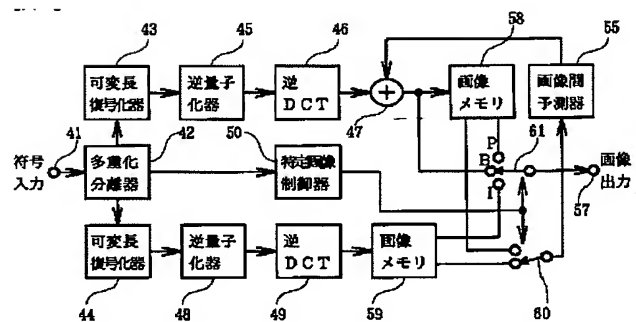 43
45
46
58
55
可変長
復号化器
逆量子
化器
逆
DCT
+
47
画像
メモリ
画像間
予測器
41
42
50
P
61
符号
入力
多重化
分離器
特定画像
制御器
B
I
画像
出力
57
可変長
復号化器
逆量子
化器
逆
DCT
画像
メモリ
44
48
49
59
60